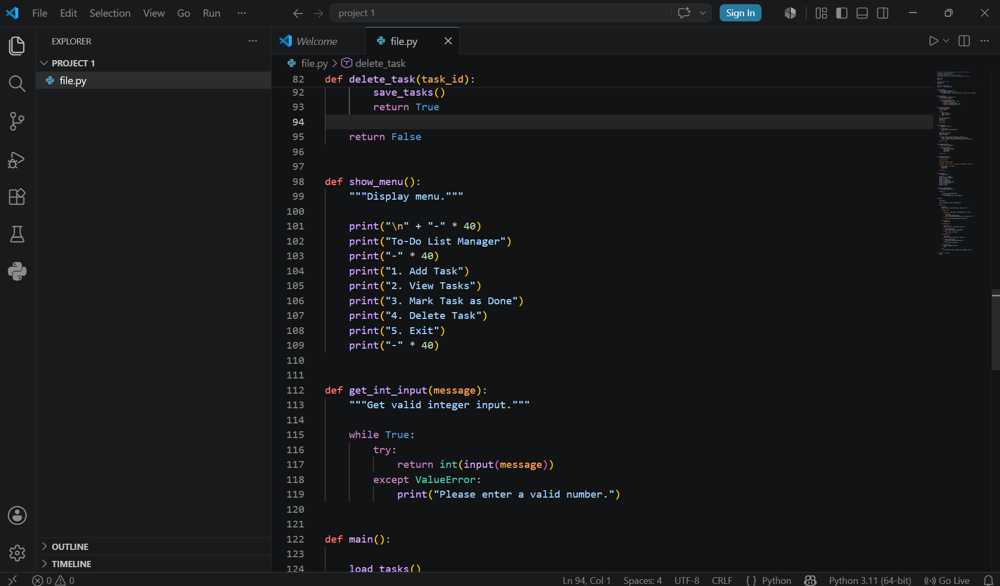 File Edit Selection View Go Run ··· project 1 Sign In
EXPLORER ···
PROJECT 1
file.py
OUTLINE
TIMELINE
Welcome file.py
file.py > delete_task
82 def delete_task(task_id):
92 save_tasks()
93 return True
94
95 return False
96
97
98 def show_menu():
99 """Display menu."""
100
101 print("\n" + "-" * 40)
102 print("To-Do List Manager")
103 print("-" * 40)
104 print("1. Add Task")
105 print("2. View Tasks")
106 print("3. Mark Task as Done")
107 print("4. Delete Task")
108 print("5. Exit")
109 print("-" * 40)
110
111
112 def get_int_input(message):
113 """Get valid integer input."""
114
115 while True:
116 try:
117 return int(input(message))
118 except ValueError:
119 print("Please enter a valid number.")
120
121
122 def main():
123
124 load_tasks()
0 0 Ln 94, Col 1 Spaces: 4 UTF-8 CRLF { } Python Python 3.11 (64-bit) Go Live